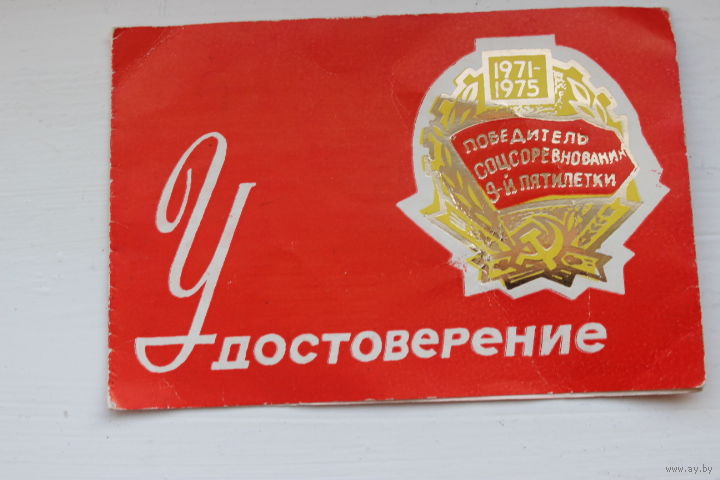 1971-
1975
ПОБЕДИТЕЛЬ
СОЦСОРЕВНОВАНИЯ
9-Й ПЯТИЛЕТКИ
Удостоверение
www.ay.by